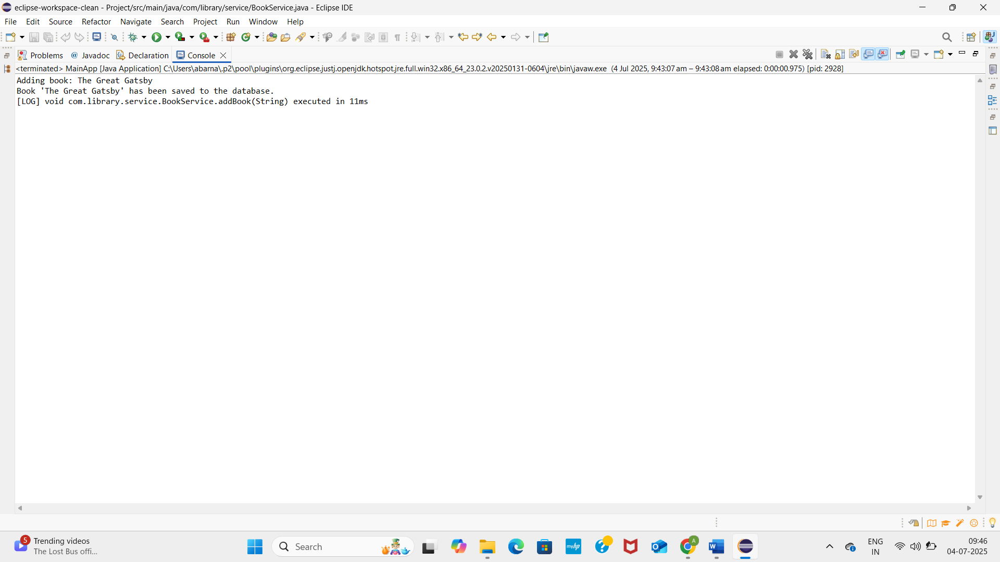 eclipse-workspace-clean - Project/src/main/java/com/library/service/BookService.java - Eclipse IDE
File Edit Source Refactor Navigate Search Project Run Window Help
Problems @ Javadoc Declaration Console
<terminated> MainApp [Java Application] C:\Users\abarna\.p2\pool\plugins\org.eclipse.justj.openjdk.hotspot.jre.full.win32.x86_64_23.0.2.v20250131-0604\jre\bin\javaw.exe (4 Jul 2025, 9:43:07 am – 9:43:08 am elapsed: 0:00:00.975) [pid: 2928]
Adding book: The Great Gatsby
Book 'The Great Gatsby' has been saved to the database.
[LOG] void com.library.service.BookService.addBook(String) executed in 11ms
5
Trending videos
The Lost Bus offi...
Search
myhp
A
W
ENG
IN
09:46
04-07-2025